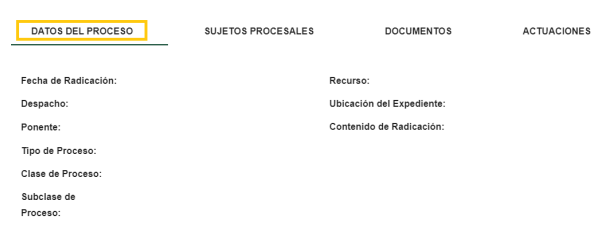 DATOS DEL PROCESO SUJETOS PROCESALES DOCUMENTOS ACTUACIONES
Fecha de Radicación: Recurso:
Despacho: Ubicación del Expediente:
Ponente: Contenido de Radicación:
Tipo de Proceso:
Clase de Proceso:
Subclase de
Proceso: